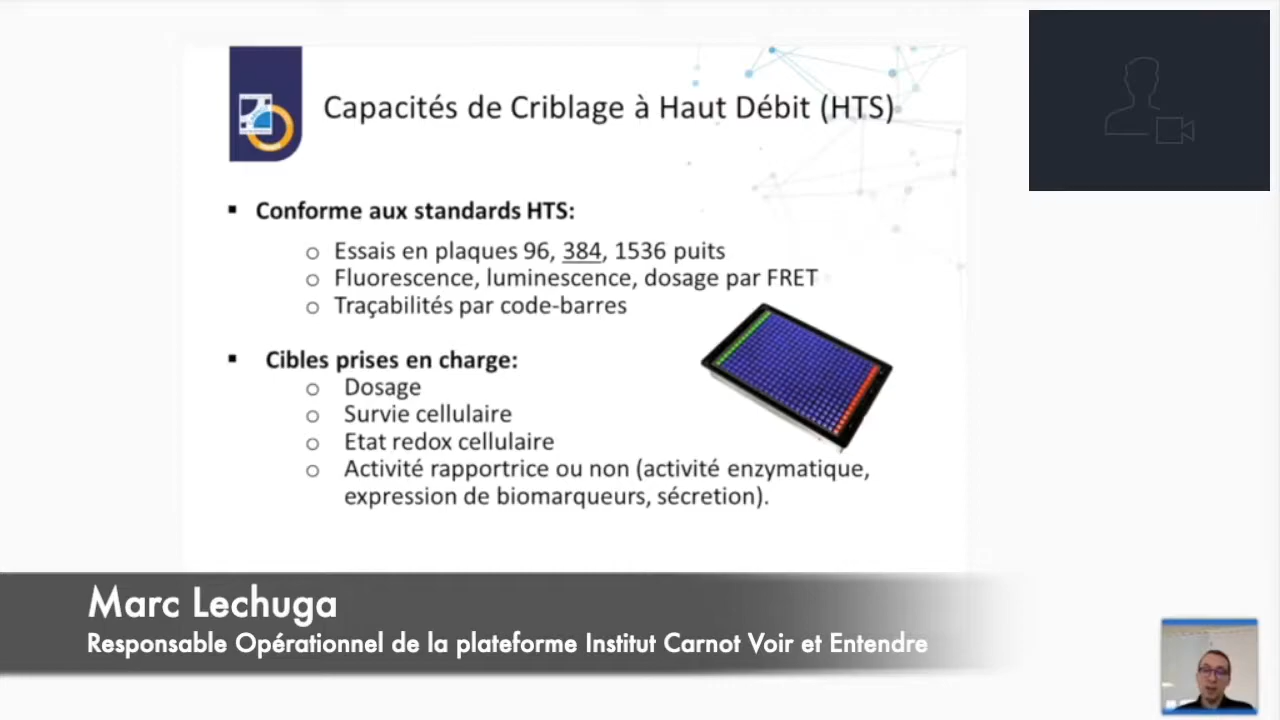 Capacités de Criblage à Haut Débit (HTS)
Conforme aux standards HTS:
Essais en plaques 96, 384, 1536 puits
Fluorescence, luminescence, dosage par FRET
Traçabilités par code-barres
Cibles prises en charge:
Dosage
Survie cellulaire
Etat redox cellulaire
Activité rapportrice ou non (activité enzymatique,
expression de biomarqueurs, sécretion).
Marc Lechuga
Responsable Opérationnel de la plateforme Institut Carnot Voir et Entendre